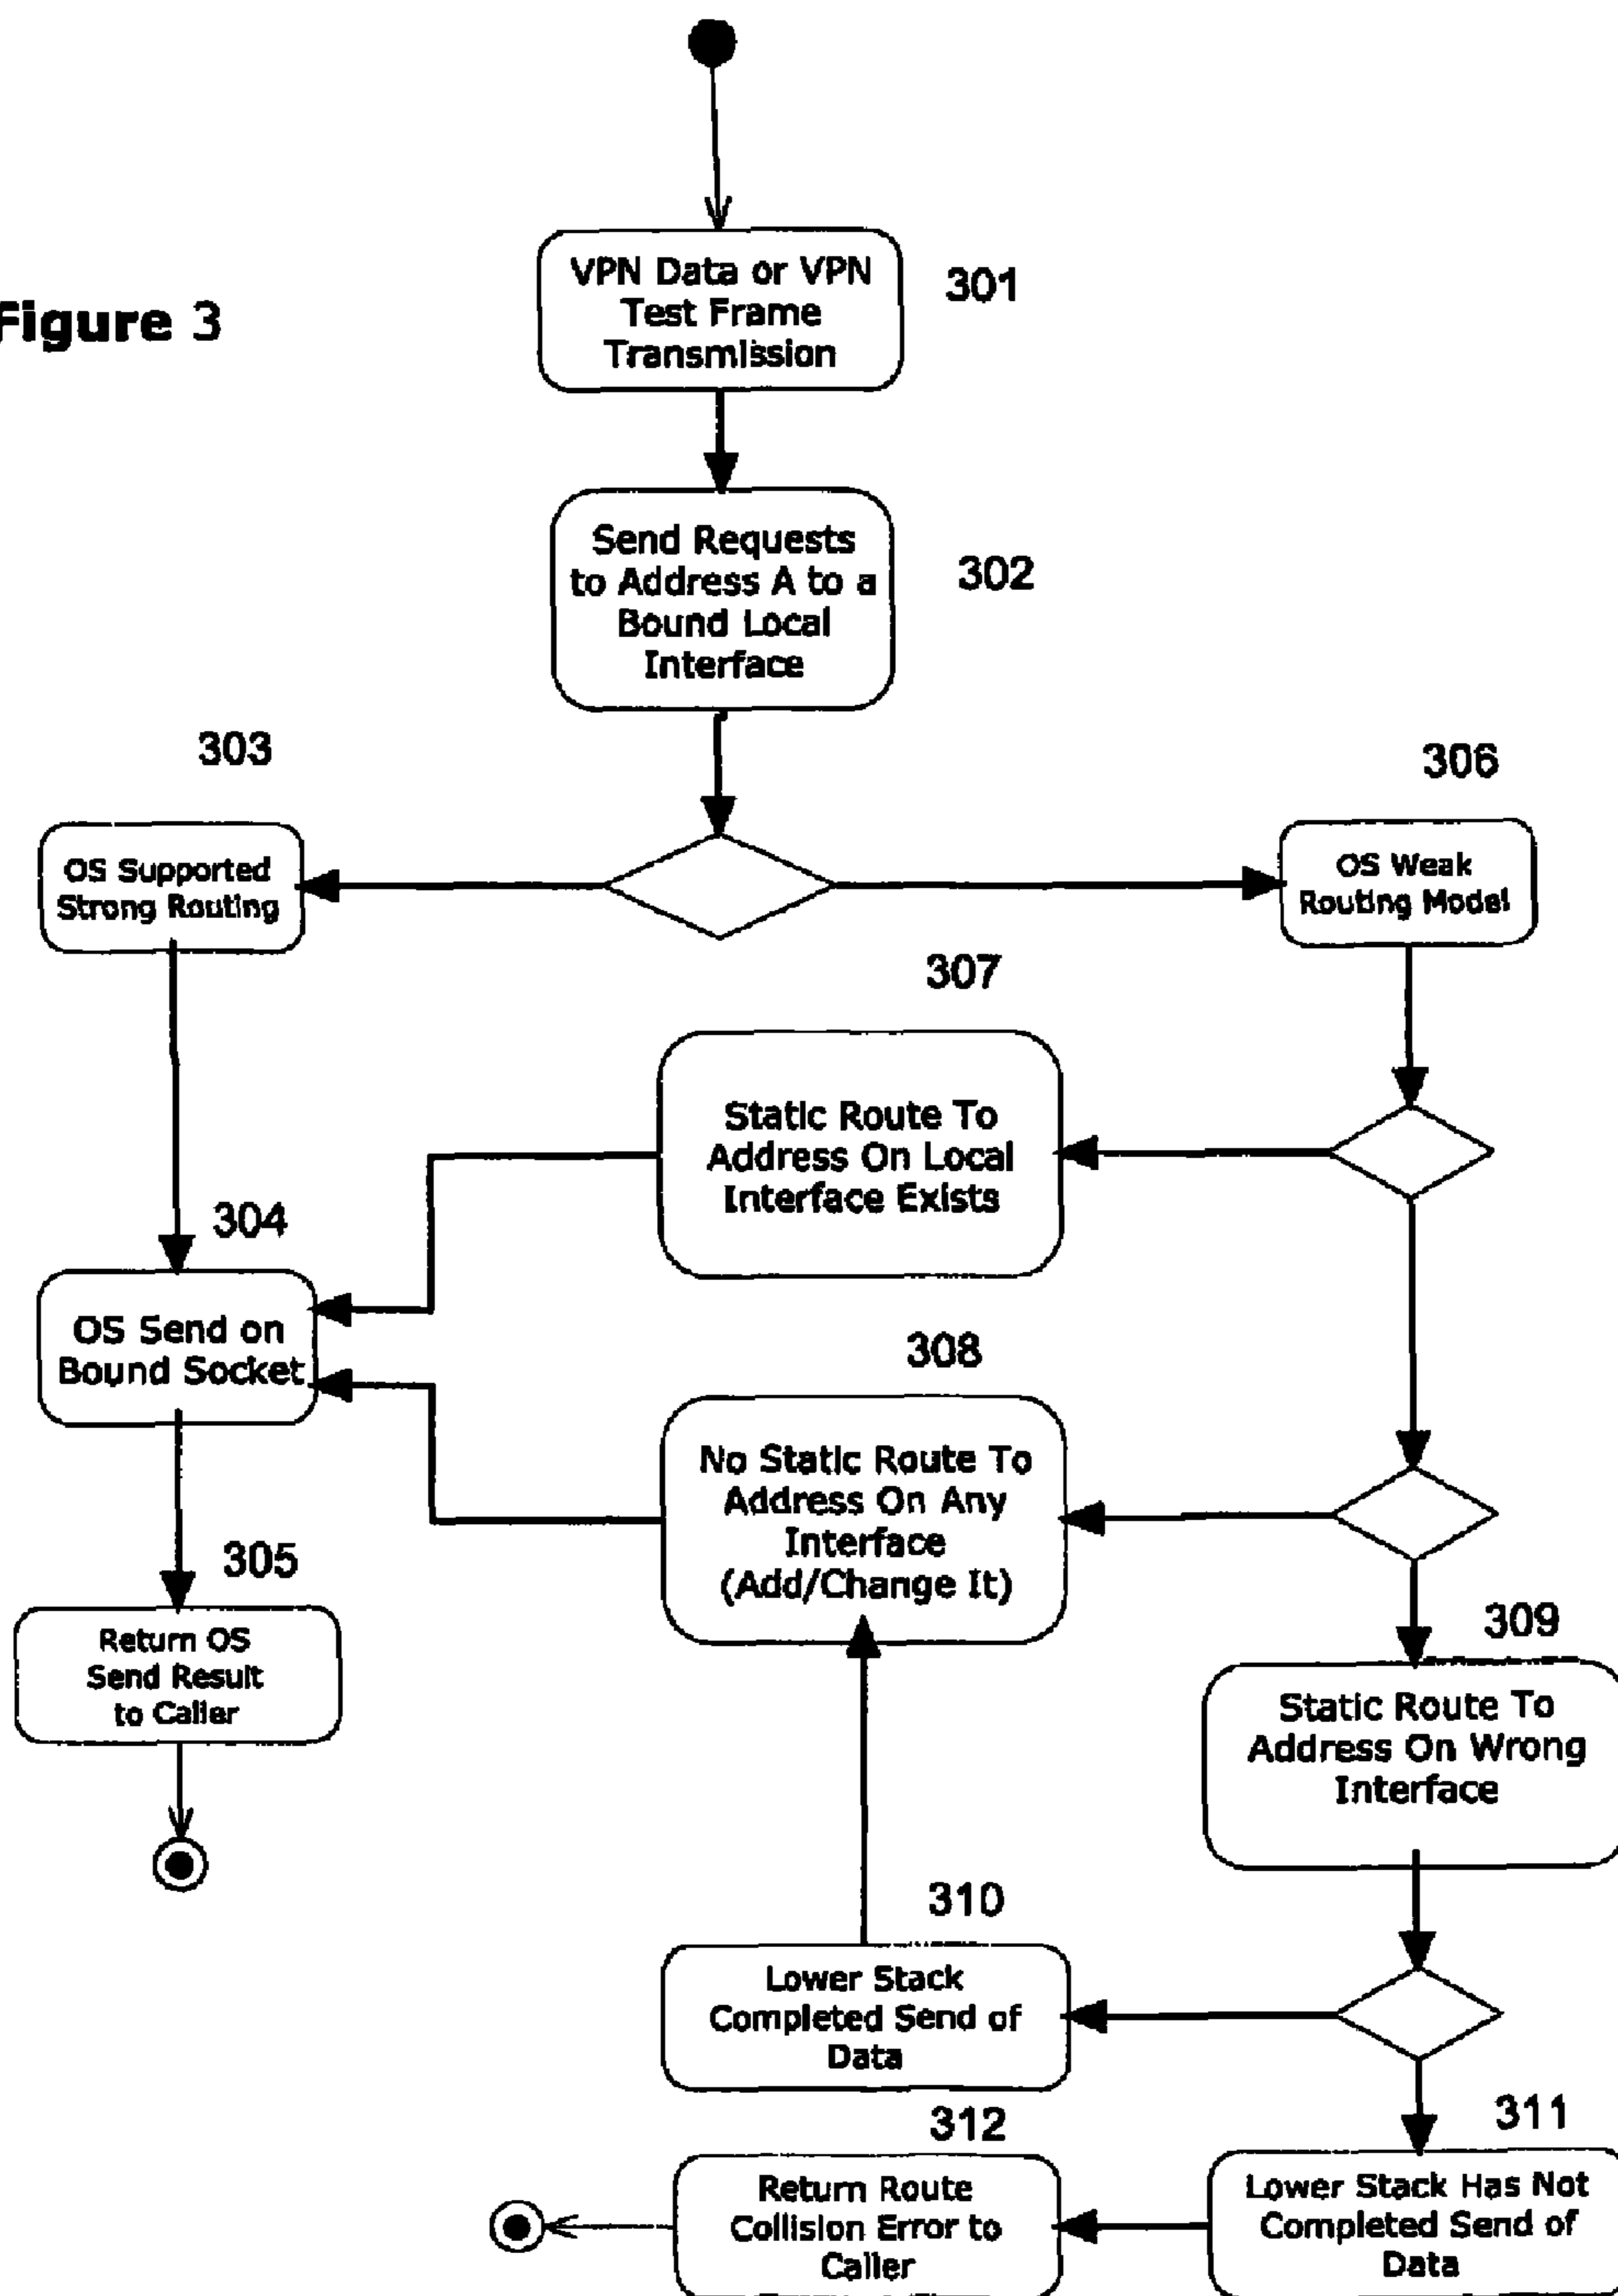 VPN Data or VPN
Test Frame
Transmission
301
Figure 3
Send Requests
to Address A to a
Bound Local
Interface
302
303
306
OS Supported
Strong Routing
OS Weak
Routing Model
307
Static Route To
Address On Local
Interface Exists
304
OS Send on
Bound Socket
308
No Static Route To
Address On Any
Interface
(Add/Change It)
305
Return OS
Send Result
to Caller
309
Static Route To
Address On Wrong
Interface
310
Lower Stack
Completed Send of
Data
311
Lower Stack Has Not
Completed Send of
Data
312
Return Route
Collision Error to
Caller